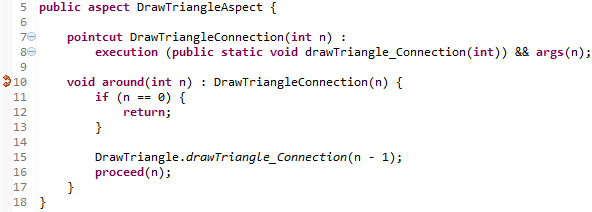 5 public aspect DrawTriangleAspect {
6
7 pointcut DrawTriangleConnection(int n) :
8 execution (public static void drawTriangle_Connection(int)) && args(n);
9
10 void around(int n) : DrawTriangleConnection(n) {
11 if (n == 0) {
12 return;
13 }
14
15 DrawTriangle.drawTriangle_Connection(n - 1);
16 proceed(n);
17 }
18 }